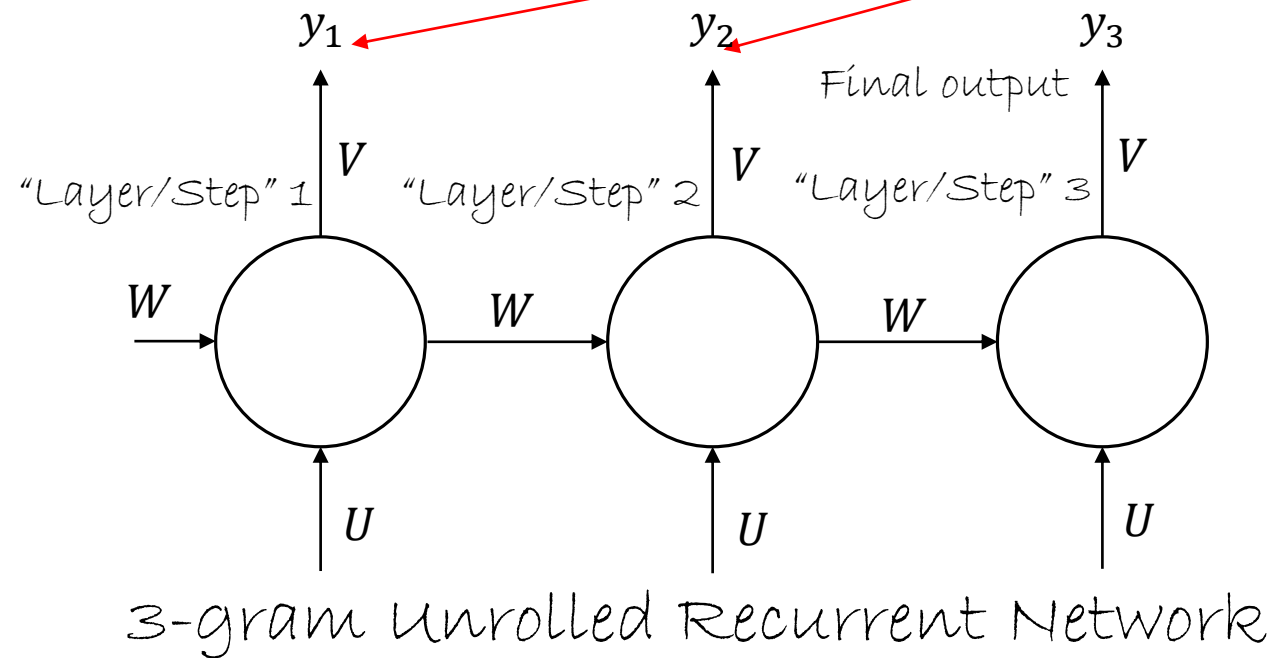 y₁ y₂ y₃
Final output
V V V
"Layer/Step" 1 "Layer/Step" 2 "Layer/Step" 3
W W W
U U U
3-gram Unrolled Recurrent Network